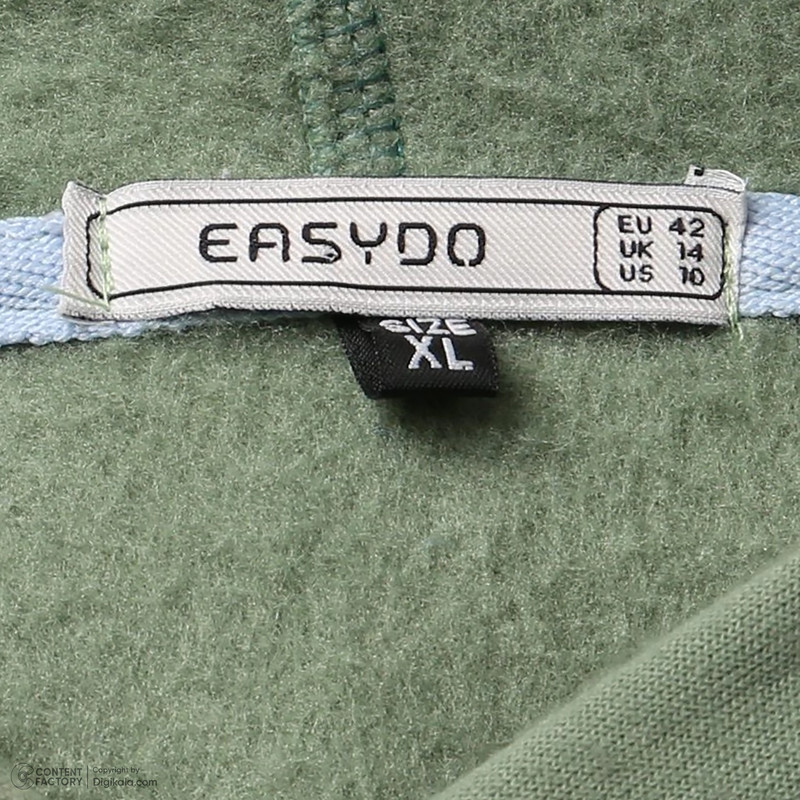 EASYDO
EU 42
UK 14
US 10
SIZE
XL
CONTENT
FACTORY
Copyright by
Digikala.com